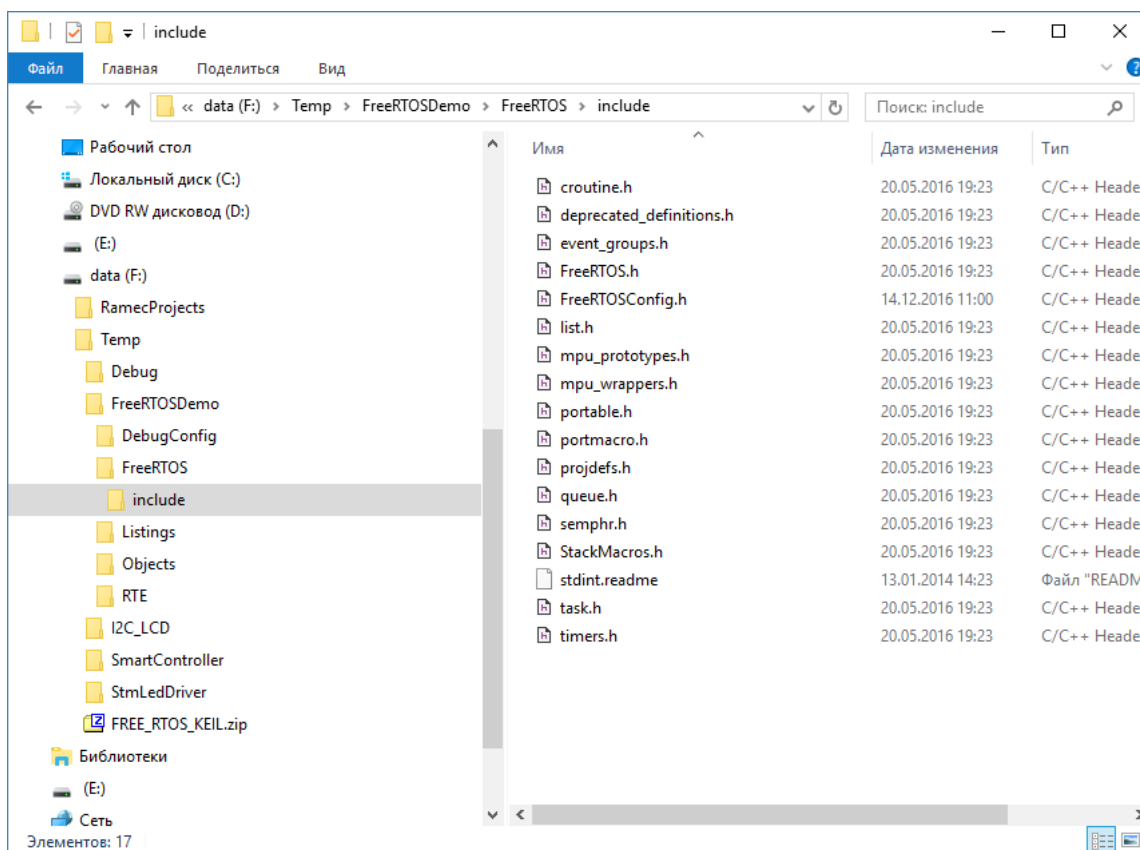 include
Файл Главная Поделиться Вид
« data (F:) > Temp > FreeRTOSDemo > FreeRTOS > include Поиск: include
Рабочий стол
Локальный диск (C:)
DVD RW дисковод (D:)
(E:)
data (F:)
RamecProjects
Temp
Debug
FreeRTOSDemo
DebugConfig
FreeRTOS
include
Listings
Objects
RTE
I2C_LCD
SmartController
StmLedDriver
FREE_RTOS_KEIL.zip
Библиотеки
(E:)
Сеть
Имя Дата изменения Тип
croutine.h 20.05.2016 19:23 C/C++ Heade
deprecated_definitions.h 20.05.2016 19:23 C/C++ Heade
event_groups.h 20.05.2016 19:23 C/C++ Heade
FreeRTOS.h 20.05.2016 19:23 C/C++ Heade
FreeRTOSConfig.h 14.12.2016 11:00 C/C++ Heade
list.h 20.05.2016 19:23 C/C++ Heade
mpu_prototypes.h 20.05.2016 19:23 C/C++ Heade
mpu_wrappers.h 20.05.2016 19:23 C/C++ Heade
portable.h 20.05.2016 19:23 C/C++ Heade
portmacro.h 20.05.2016 19:23 C/C++ Heade
projdefs.h 20.05.2016 19:23 C/C++ Heade
queue.h 20.05.2016 19:23 C/C++ Heade
semphr.h 20.05.2016 19:23 C/C++ Heade
StackMacros.h 20.05.2016 19:23 C/C++ Heade
stdint.readme 13.01.2014 14:23 Файл "READM
task.h 20.05.2016 19:23 C/C++ Heade
timers.h 20.05.2016 19:23 C/C++ Heade
Элементов: 17